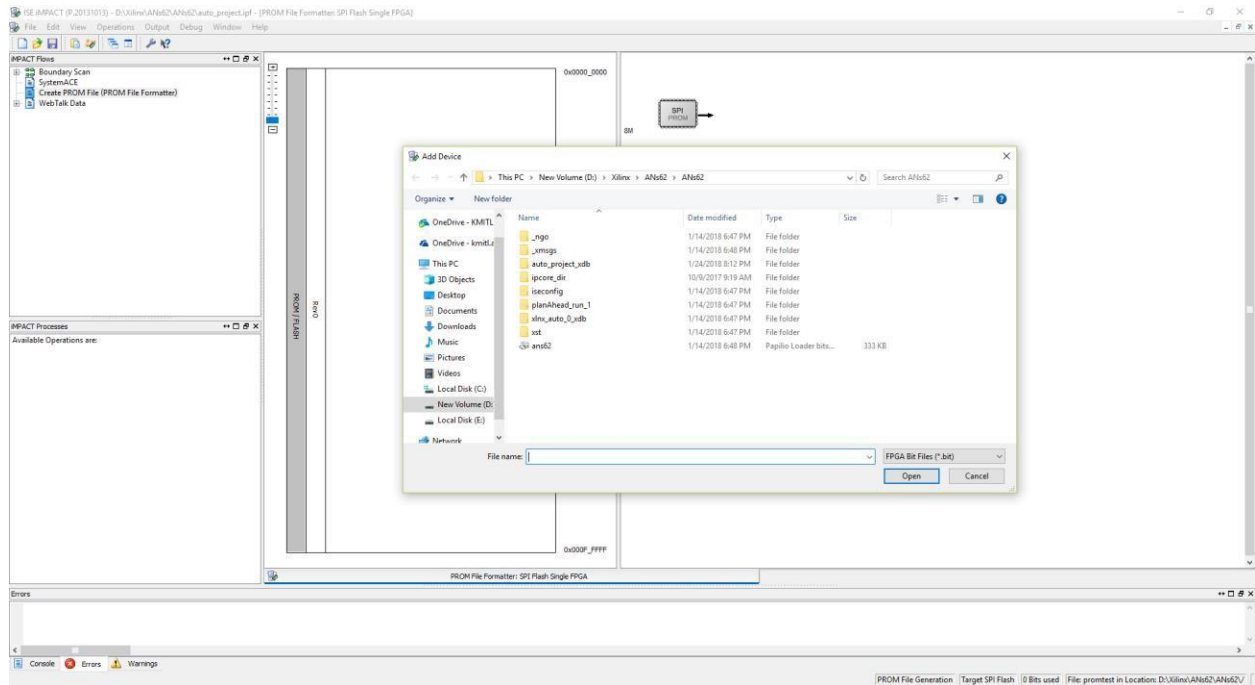 ISE iMPACT (P.20131013) - D:\Xilinx\ANs62\ANs62\auto_project.ipf - [PROM File Formatter: SPI Flash Single FPGA]
File Edit View Operations Output Debug Window Help
iMPACT Flows
Boundary Scan
SystemACE
Create PROM File (PROM File Formatter)
WebTalk Data
iMPACT Processes
Available Operations are:
PROM / FLASH
Rev0
0x0000_0000
8M
SPI
PROM
Add Device
This PC > New Volume (D:) > Xilinx > ANs62 > ANs62
Search ANs62
Organize New folder
Name Date modified Type Size
OneDrive - KMITL
OneDrive - kmitl.a
This PC
3D Objects
Desktop
Documents
Downloads
Music
Pictures
Videos
Local Disk (C:)
New Volume (D:
Local Disk (E:)
Network
_ngo 1/14/2018 6:47 PM File folder
_xmsgs 1/14/2018 6:48 PM File folder
auto_project_xdb 1/24/2018 8:12 PM File folder
ipcore_dir 10/9/2017 9:19 AM File folder
iseconfig 1/14/2018 6:47 PM File folder
planAhead_run_1 1/14/2018 6:47 PM File folder
xlnx_auto_0_xdb 1/14/2018 6:47 PM File folder
xst 1/14/2018 6:47 PM File folder
ans62 1/14/2018 6:48 PM Papilio Loader bits... 333 KB
File name: FPGA Bit Files (*.bit)
Open Cancel
0x000F_FFFF
PROM File Formatter: SPI Flash Single FPGA
Errors
Console Errors Warnings
PROM File Generation Target SPI Flash 0 Bits used File: promtest in Location: D:\Xilinx\ANs62\ANs62\/